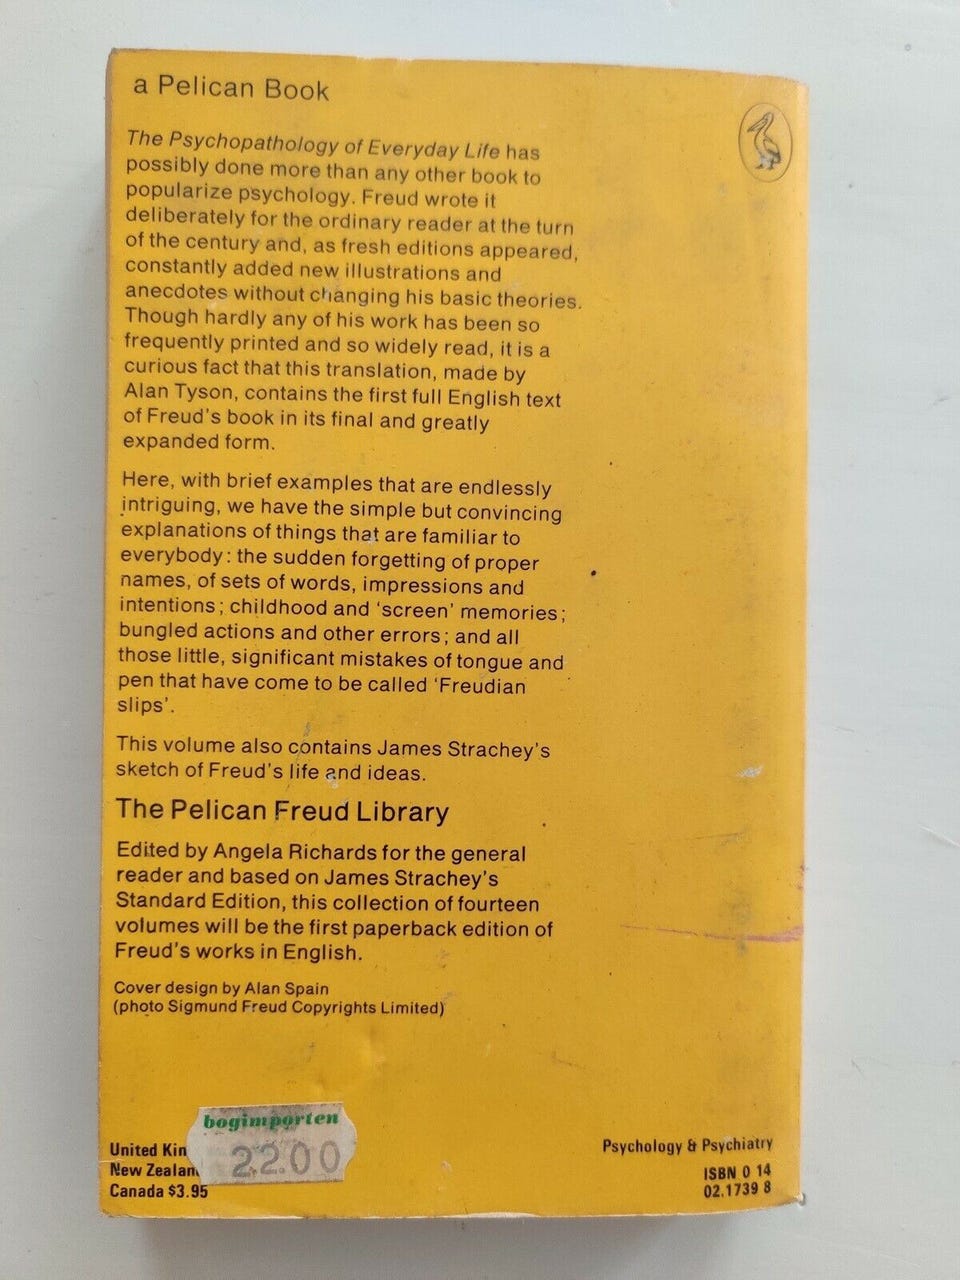 a Pelican Book
The Psychopathology of Everyday Life has
possibly done more than any other book to
popularize psychology. Freud wrote it
deliberately for the ordinary reader at the turn
of the century and, as fresh editions appeared,
constantly added new illustrations and
anecdotes without changing his basic theories.
Though hardly any of his work has been so
frequently printed and so widely read, it is a
curious fact that this translation, made by
Alan Tyson, contains the first full English text
of Freud's book in its final and greatly
expanded form.
Here, with brief examples that are endlessly
intriguing, we have the simple but convincing
explanations of things that are familiar to
everybody: the sudden forgetting of proper
names, of sets of words, impressions and
intentions; childhood and 'screen' memories;
bungled actions and other errors; and all
those little, significant mistakes of tongue and
pen that have come to be called 'Freudian
slips'.
This volume also contains James Strachey's
sketch of Freud's life and ideas.
The Pelican Freud Library
Edited by Angela Richards for the general
reader and based on James Strachey's
Standard Edition, this collection of fourteen
volumes will be the first paperback edition of
Freud's works in English.
Cover design by Alan Spain
(photo Sigmund Freud Copyrights Limited)
bogimporten
22.00
United
New
Canada $3.95
Psychology & Psychiatry
ISBN 0 14
02.1739 8